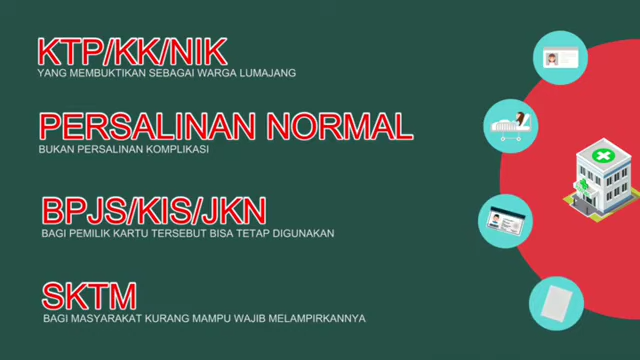 KTP/KK/NIK
YANG MEMBUKTIKAN SEBAGAI WARGA LUMAJANG
PERSALINAN NORMAL
BUKAN PERSALINAN KOMPLIKASI
BPJS/KIS/JKN
BAGI PEMILIK KARTU TERSEBUT BISA TETAP DIGUNAKAN
SKTM
BAGI MASYARAKAT KURANG MAMPU WAJIB MELAMPIRKANNYA